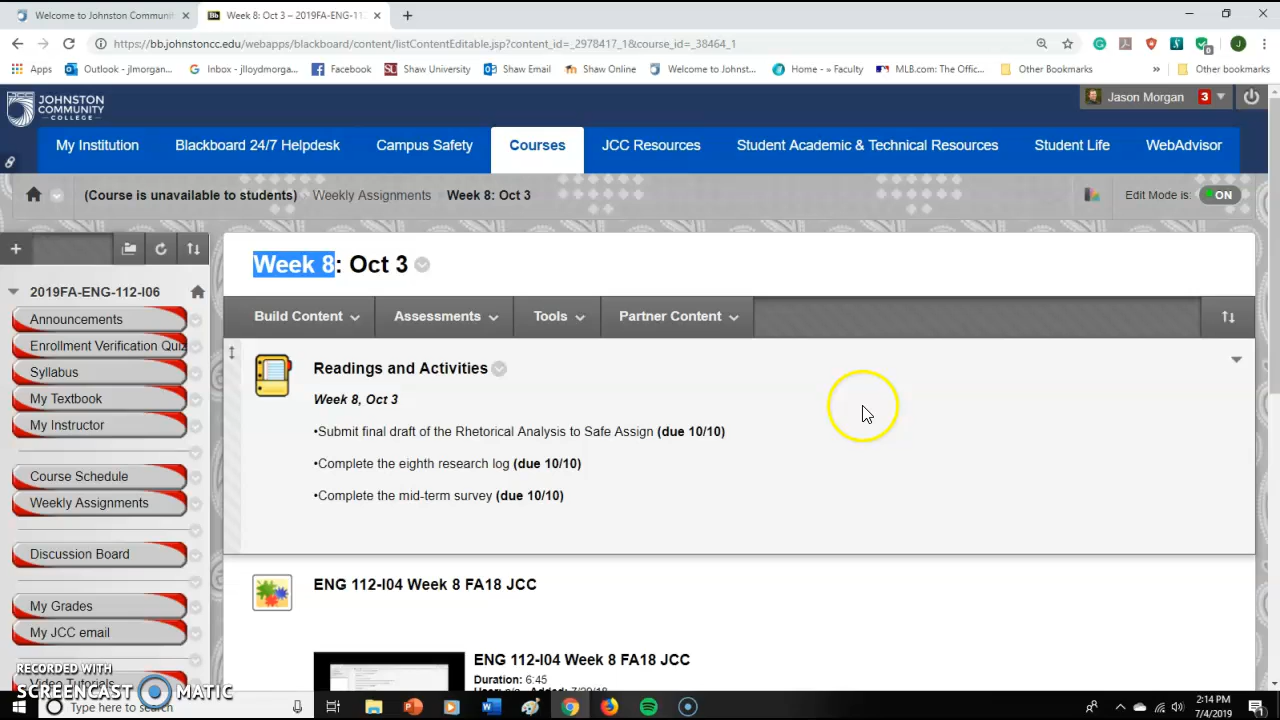 Welcome to Johnston Communit
Week 8: Oct 3 – 2019FA-ENG-11
https://bb.johnstoncc.edu/webapps/blackboard/content/listContentEditable.jsp?content_id=_2978417_1&course_id=_38464_1
Apps
Outlook - jlmorgan...
Inbox - jlloydmorga...
Facebook
Shaw University
Shaw Email
Shaw Online
Welcome to Johnst...
Home - » Faculty
MLB.com: The Offic...
Other Bookmarks
Other bookmarks
JOHNSTON
COMMUNITY
COLLEGE
Jason Morgan 3
My Institution
Blackboard 24/7 Helpdesk
Campus Safety
Courses
JCC Resources
Student Academic & Technical Resources
Student Life
WebAdvisor
(Course is unavailable to students)
Weekly Assignments
Week 8: Oct 3
Edit Mode is: ON
2019FA-ENG-112-I06
Announcements
Enrollment Verification Quiz
Syllabus
My Textbook
My Instructor
Course Schedule
Weekly Assignments
Discussion Board
My Grades
My JCC email
Video Tutorials
Week 8: Oct 3
Build Content
Assessments
Tools
Partner Content
Readings and Activities
Week 8, Oct 3
•Submit final draft of the Rhetorical Analysis to Safe Assign (due 10/10)
•Complete the eighth research log (due 10/10)
•Complete the mid-term survey (due 10/10)
ENG 112-I04 Week 8 FA18 JCC
ENG 112-I04 Week 8 FA18 JCC
Duration: 6:45
RECORDED WITH
SCREENCAST MATIC
Type here to search
2:14 PM
7/4/2019